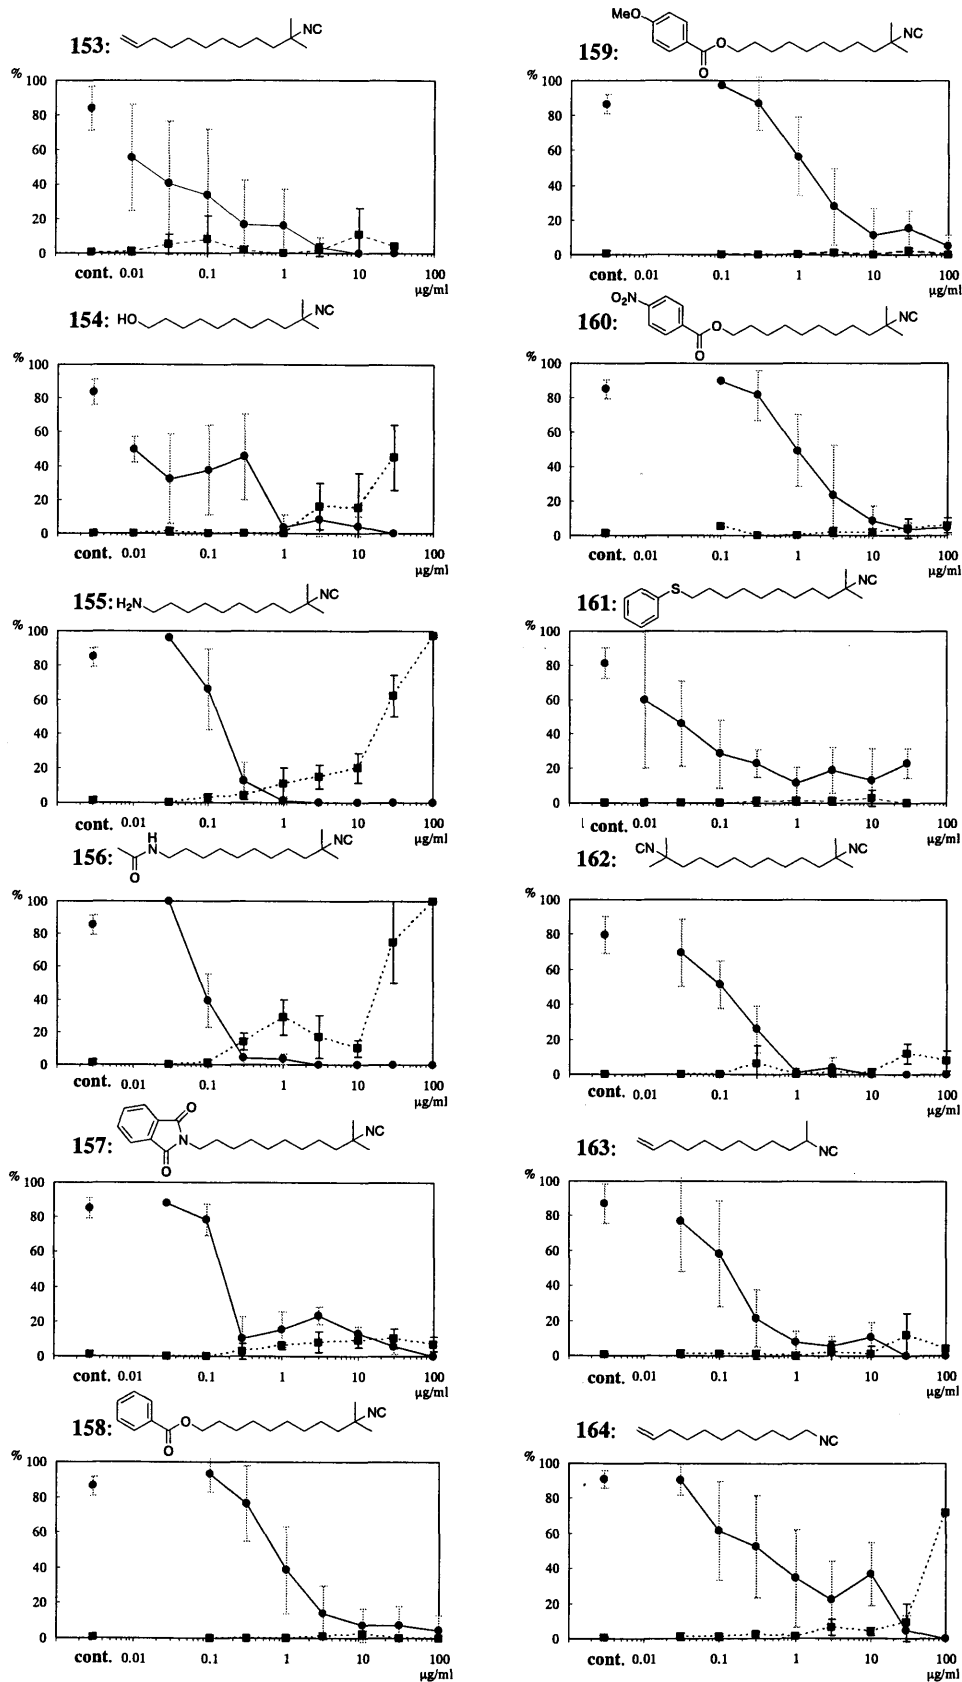 153: NC
%
100
80
60
40
20
0
cont. 0.01 0.1 1 10 100
µg/ml
154: HO NC
%
100
80
60
40
20
0
cont. 0.01 0.1 1 10 100
µg/ml
155: H2N NC
%
100
80
60
40
20
0
cont. 0.01 0.1 1 10 100
µg/ml
H
156: N NC
O
%
100
80
60
40
20
0
cont. 0.01 0.1 1 10 100
µg/ml
O
157: N NC
O
%
100
80
60
40
20
0
cont. 0.01 0.1 1 10 100
µg/ml
158: O NC
O
%
100
80
60
40
20
0
cont. 0.01 0.1 1 10 100
µg/ml
MeO
159: O NC
O
%
100
80
60
40
20
0
cont. 0.01 0.1 1 10 100
µg/ml
O2N
160: O NC
O
%
100
80
60
40
20
0
cont. 0.01 0.1 1 10 100
µg/ml
161: S NC
%
100
80
60
40
20
0
cont. 0.01 0.1 1 10 100
µg/ml
162: CN NC
%
100
80
60
40
20
0
cont. 0.01 0.1 1 10 100
µg/ml
163: NC
%
100
80
60
40
20
0
cont. 0.01 0.1 1 10 100
µg/ml
164: NC
%
100
80
60
40
20
0
cont. 0.01 0.1 1 10 100
µg/ml